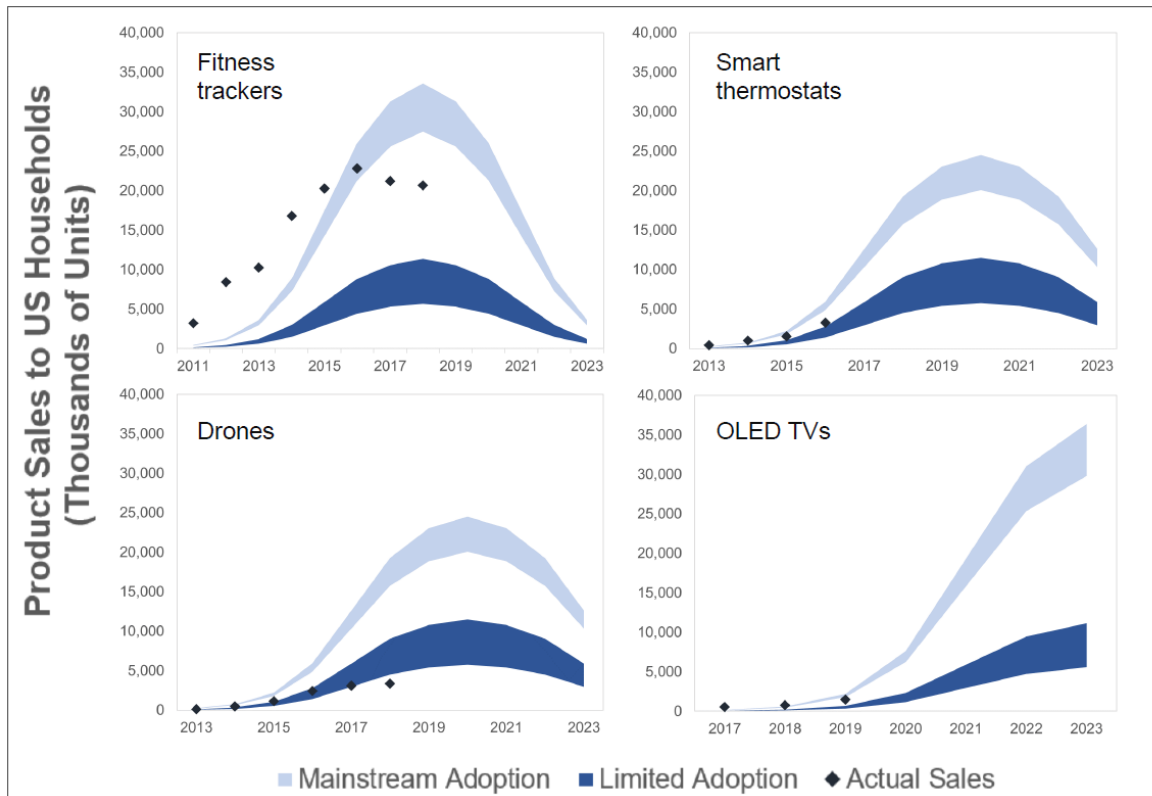 Product Sales to US Households
(Thousands of Units)
Fitness
trackers
40,000
35,000
30,000
25,000
20,000
15,000
10,000
5,000
0
2011 2013 2015 2017 2019 2021 2023
Smart
thermostats
40,000
35,000
30,000
25,000
20,000
15,000
10,000
5,000
0
2013 2015 2017 2019 2021 2023
Drones
40,000
35,000
30,000
25,000
20,000
15,000
10,000
5,000
0
2013 2015 2017 2019 2021 2023
OLED TVs
40,000
35,000
30,000
25,000
20,000
15,000
10,000
5,000
0
2017 2018 2019 2020 2021 2022 2023
Mainstream Adoption Limited Adoption Actual Sales